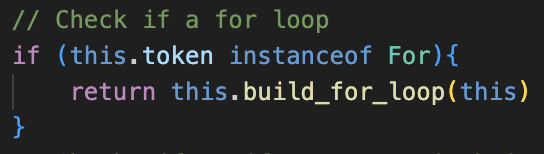 // Check if a for loop
if (this.token instanceof For){
    return this.build_for_loop(this)
}